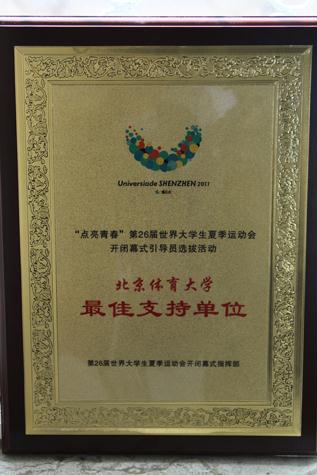 Universiade SHENZHEN 2011
“点亮青春”第26届世界大学生夏季运动会
开闭幕式引导员选拔活动
北京体育大学
最佳支持单位
第26届世界大学生夏季运动会开闭幕式指挥部